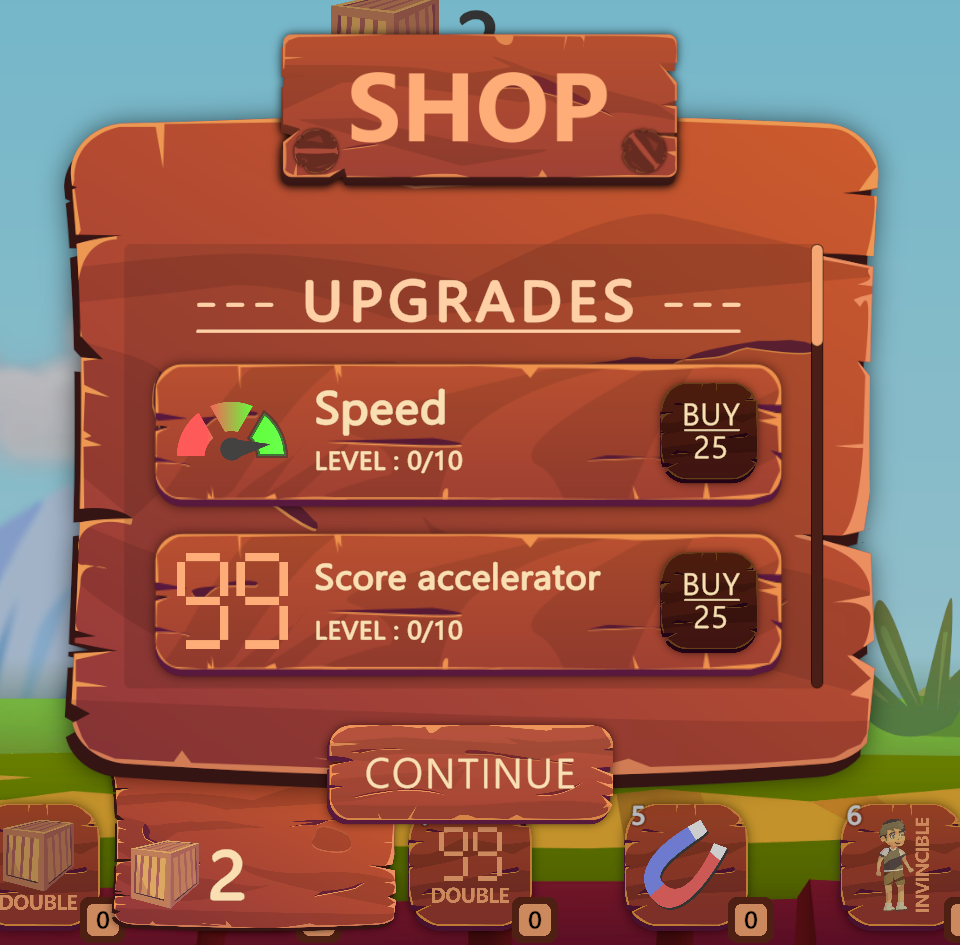 SHOP
--- UPGRADES ---
Speed
LEVEL : 0/10
BUY
25
Score accelerator
LEVEL : 0/10
BUY
25
CONTINUE
DOUBLE
0
2
99
DOUBLE
0
5
0
6
INVINCIBLE